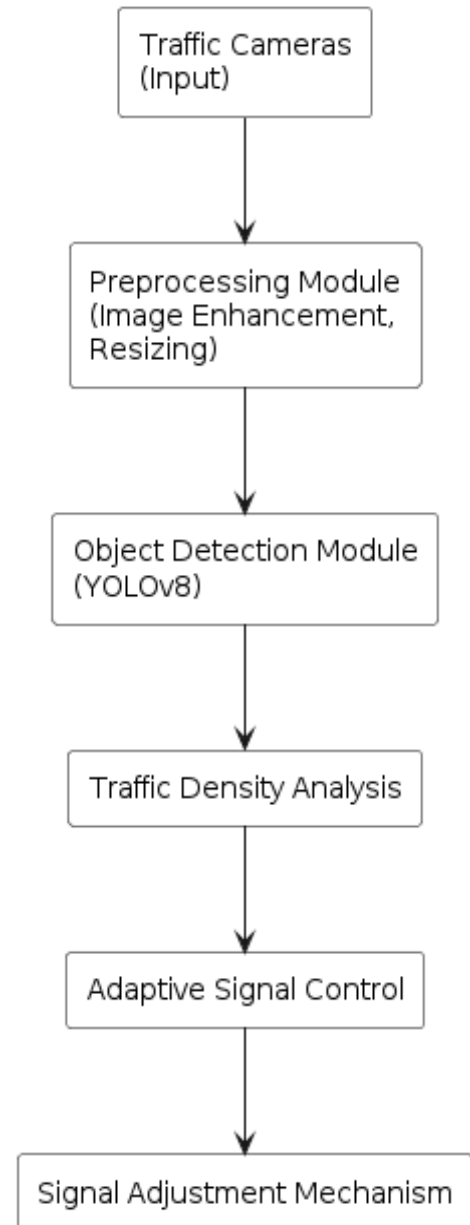 Traffic Cameras
(Input)
Preprocessing Module
(Image Enhancement,
Resizing)
Object Detection Module
(YOLOv8)
Traffic Density Analysis
Adaptive Signal Control
Signal Adjustment Mechanism